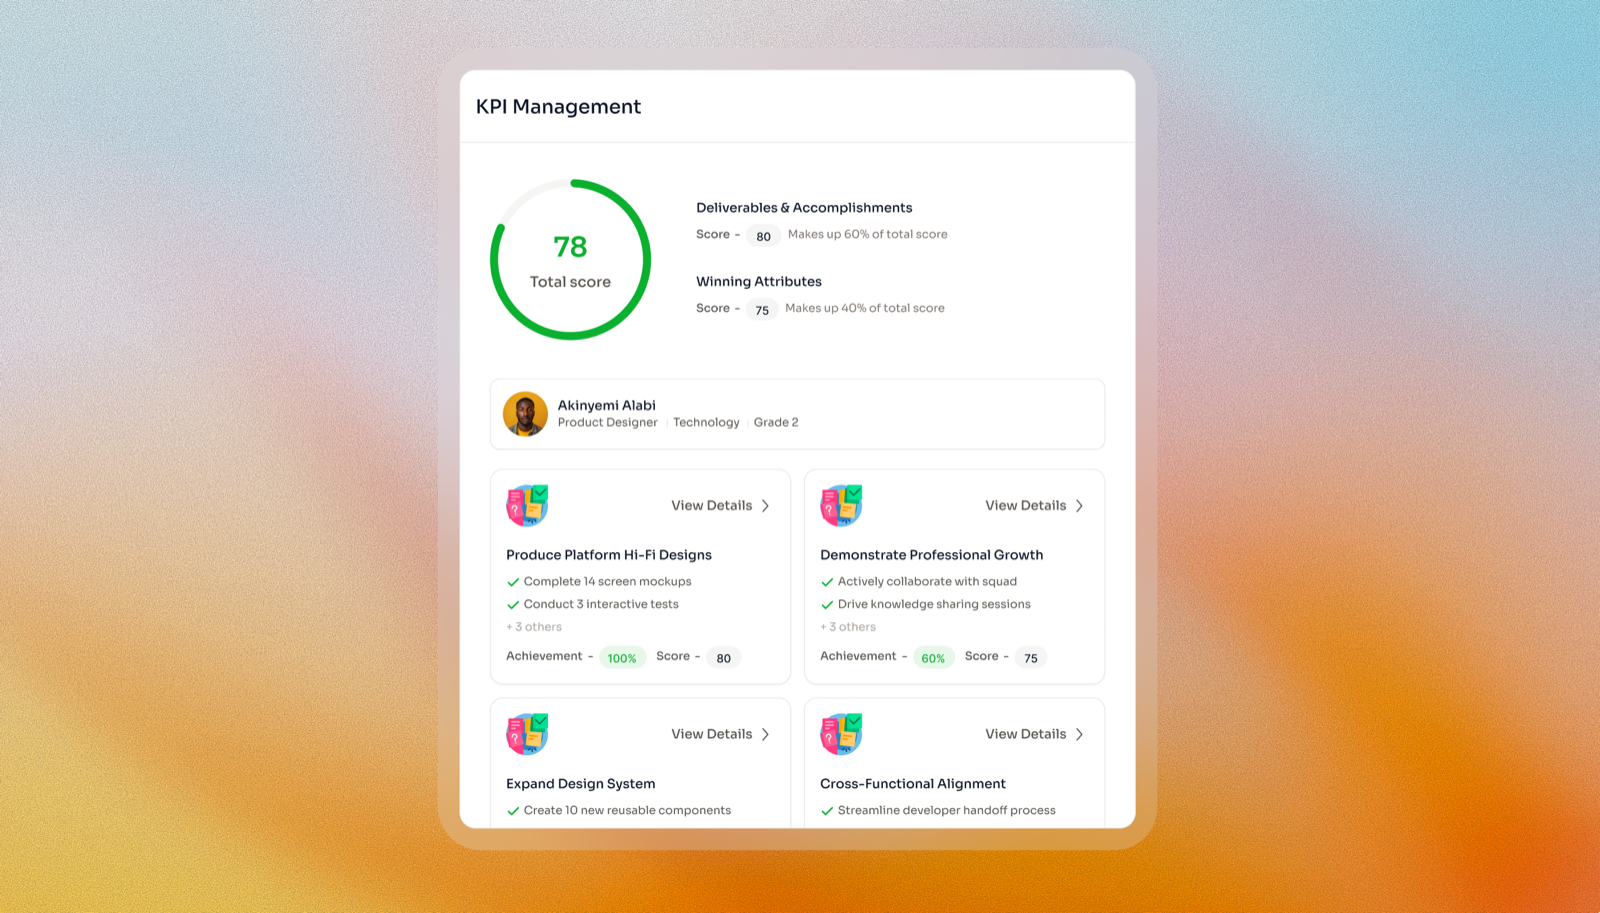 KPI Management
78
Total score
Deliverables & Accomplishments
Score - 80 Makes up 60% of total score
Winning Attributes
Score - 75 Makes up 40% of total score
Akinyemi Alabi
Product Designer | Technology | Grade 2
View Details
Produce Platform Hi-Fi Designs
Complete 14 screen mockups
Conduct 3 interactive tests
+ 3 others
Achievement - 100% Score - 80
View Details
Demonstrate Professional Growth
Actively collaborate with squad
Drive knowledge sharing sessions
+ 3 others
Achievement - 60% Score - 75
View Details
Expand Design System
Create 10 new reusable components
View Details
Cross-Functional Alignment
Streamline developer handoff process